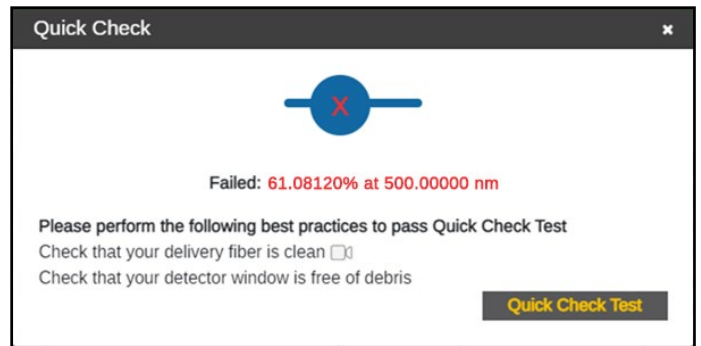 Quick Check
X
Failed: 61.08120% at 500.00000 nm
Please perform the following best practices to pass Quick Check Test
Check that your delivery fiber is clean
Check that your detector window is free of debris
Quick Check Test